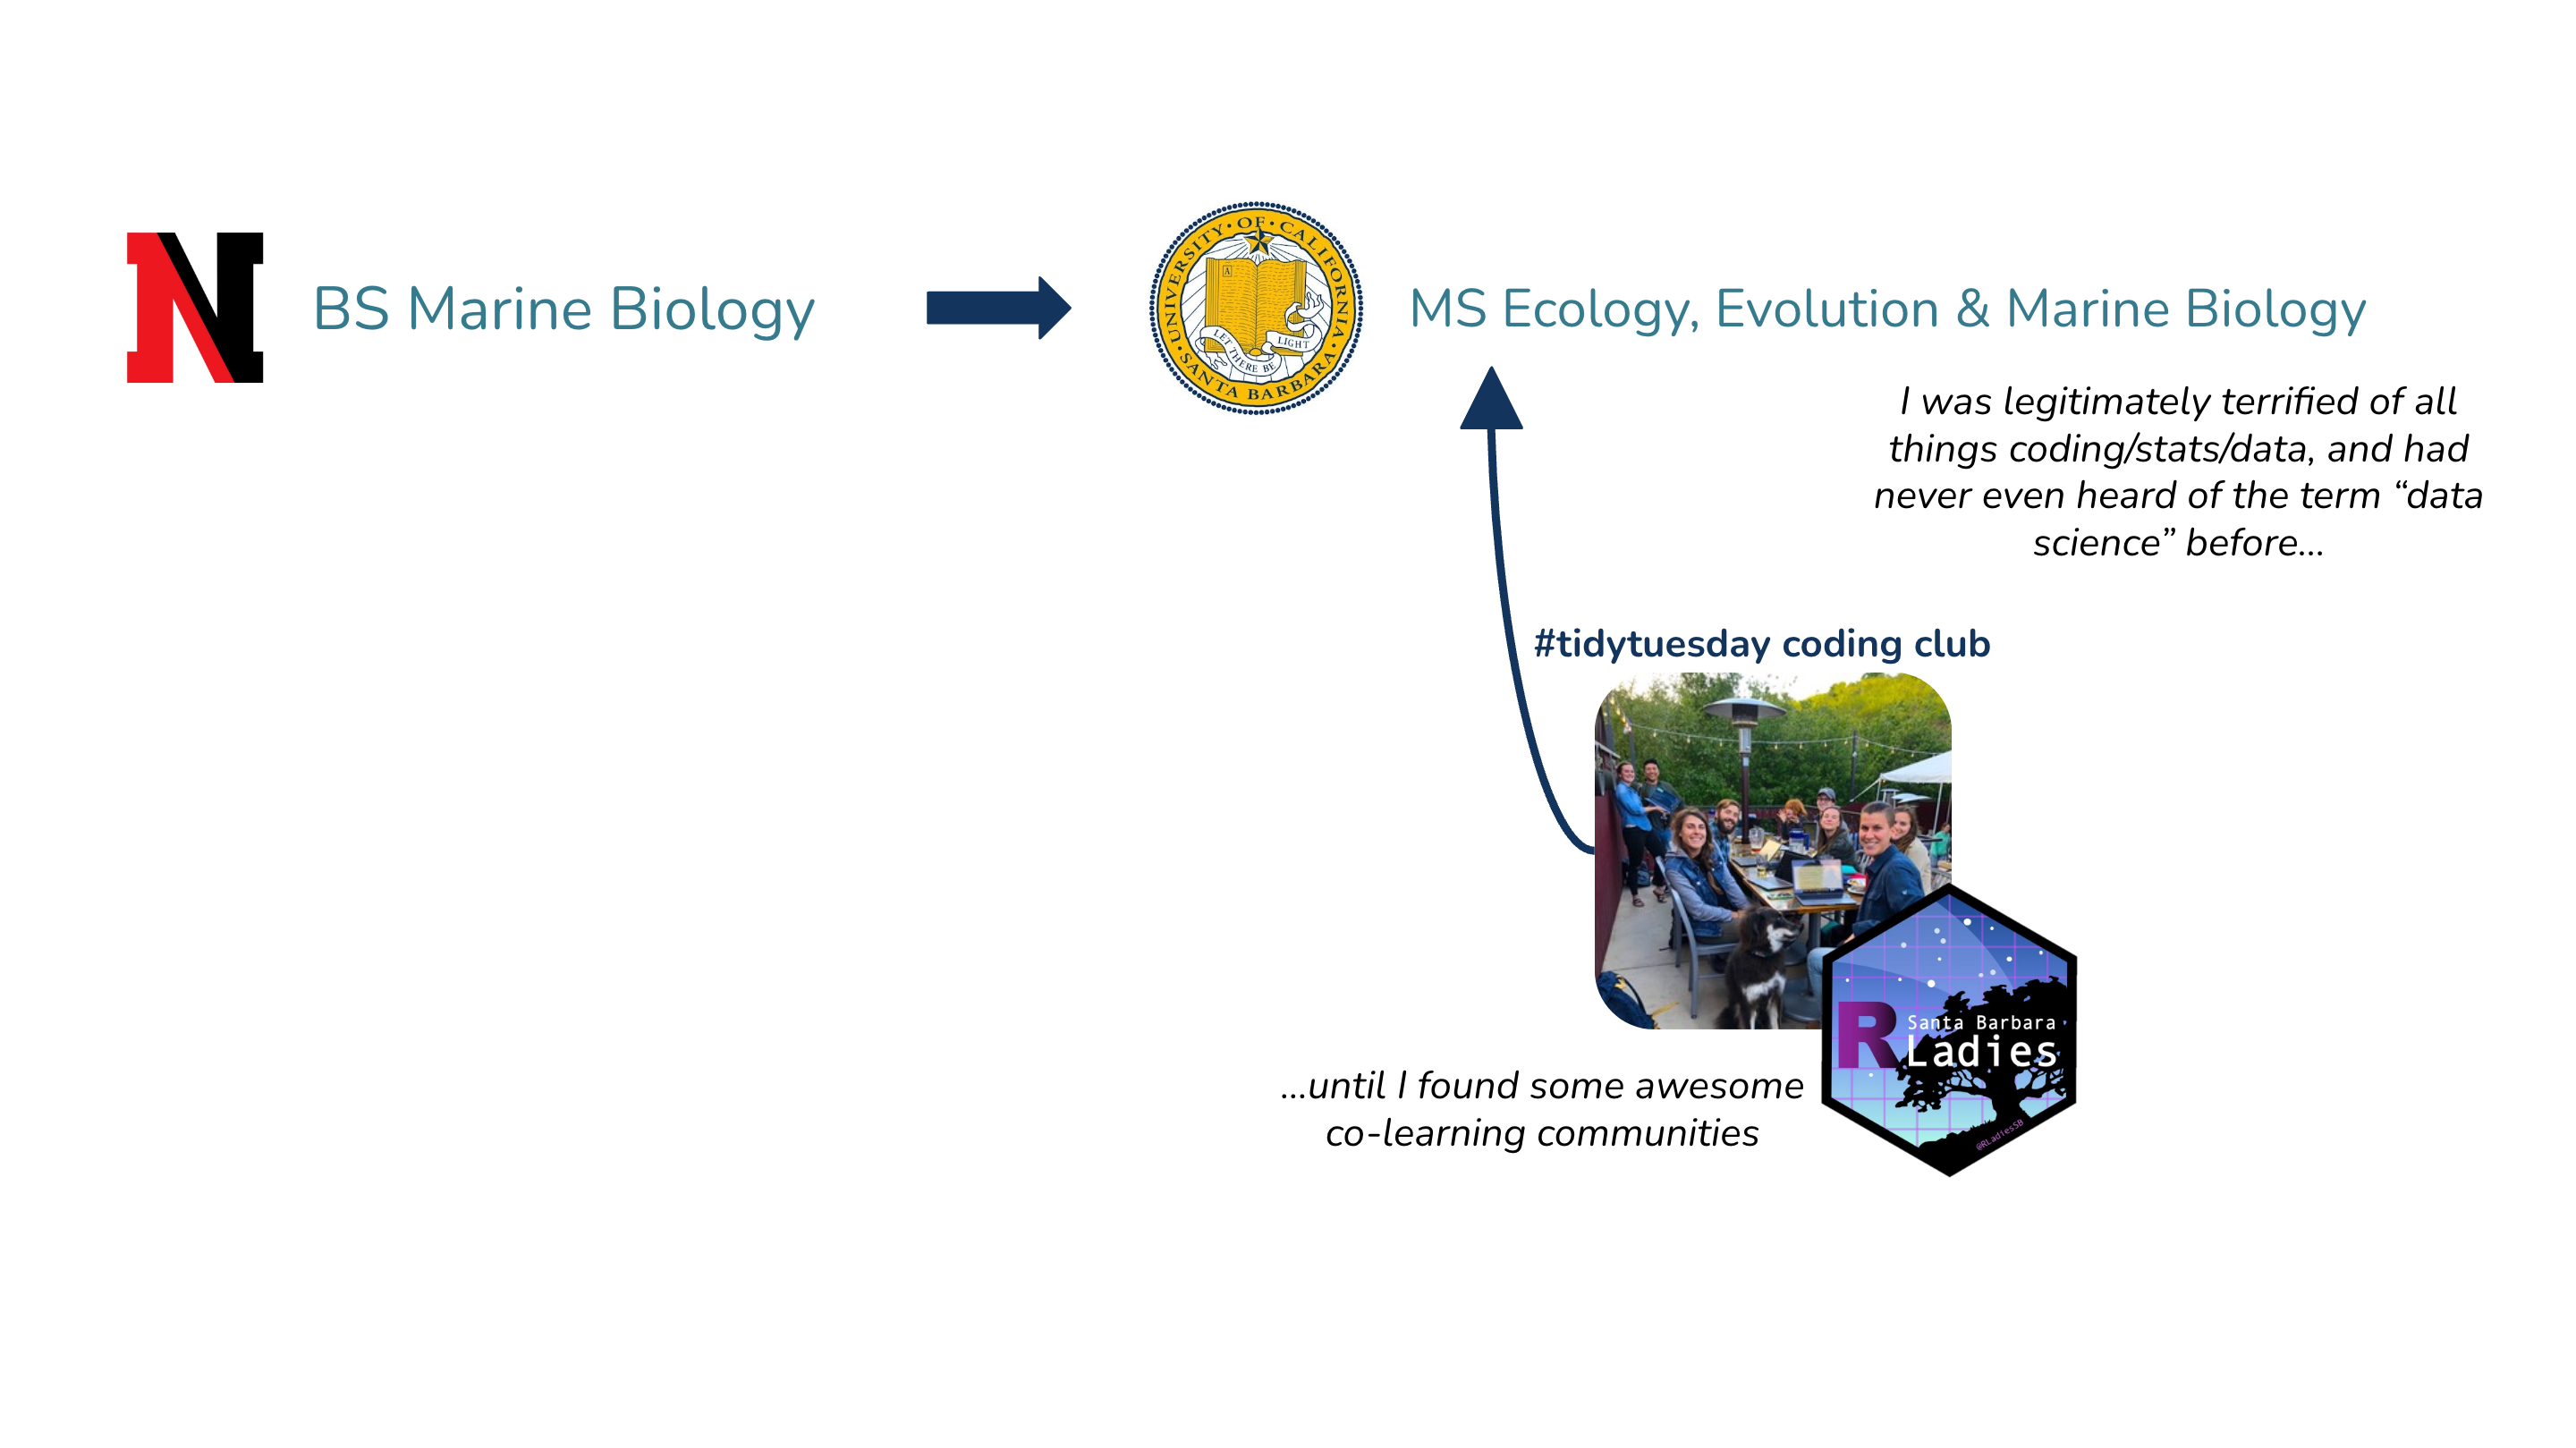 N
BS Marine Biology
UNIVERSITY · OF · CALIFORNIA
· SANTA BARBARA ·
A
LET THERE BE
LIGHT
MS Ecology, Evolution & Marine Biology
I was legitimately terrified of all
things coding/stats/data, and had
never even heard of the term “data
science” before...
#tidytuesday coding club
R
Santa Barbara
Ladies
@RLadiesSB
...until I found some awesome
co-learning communities